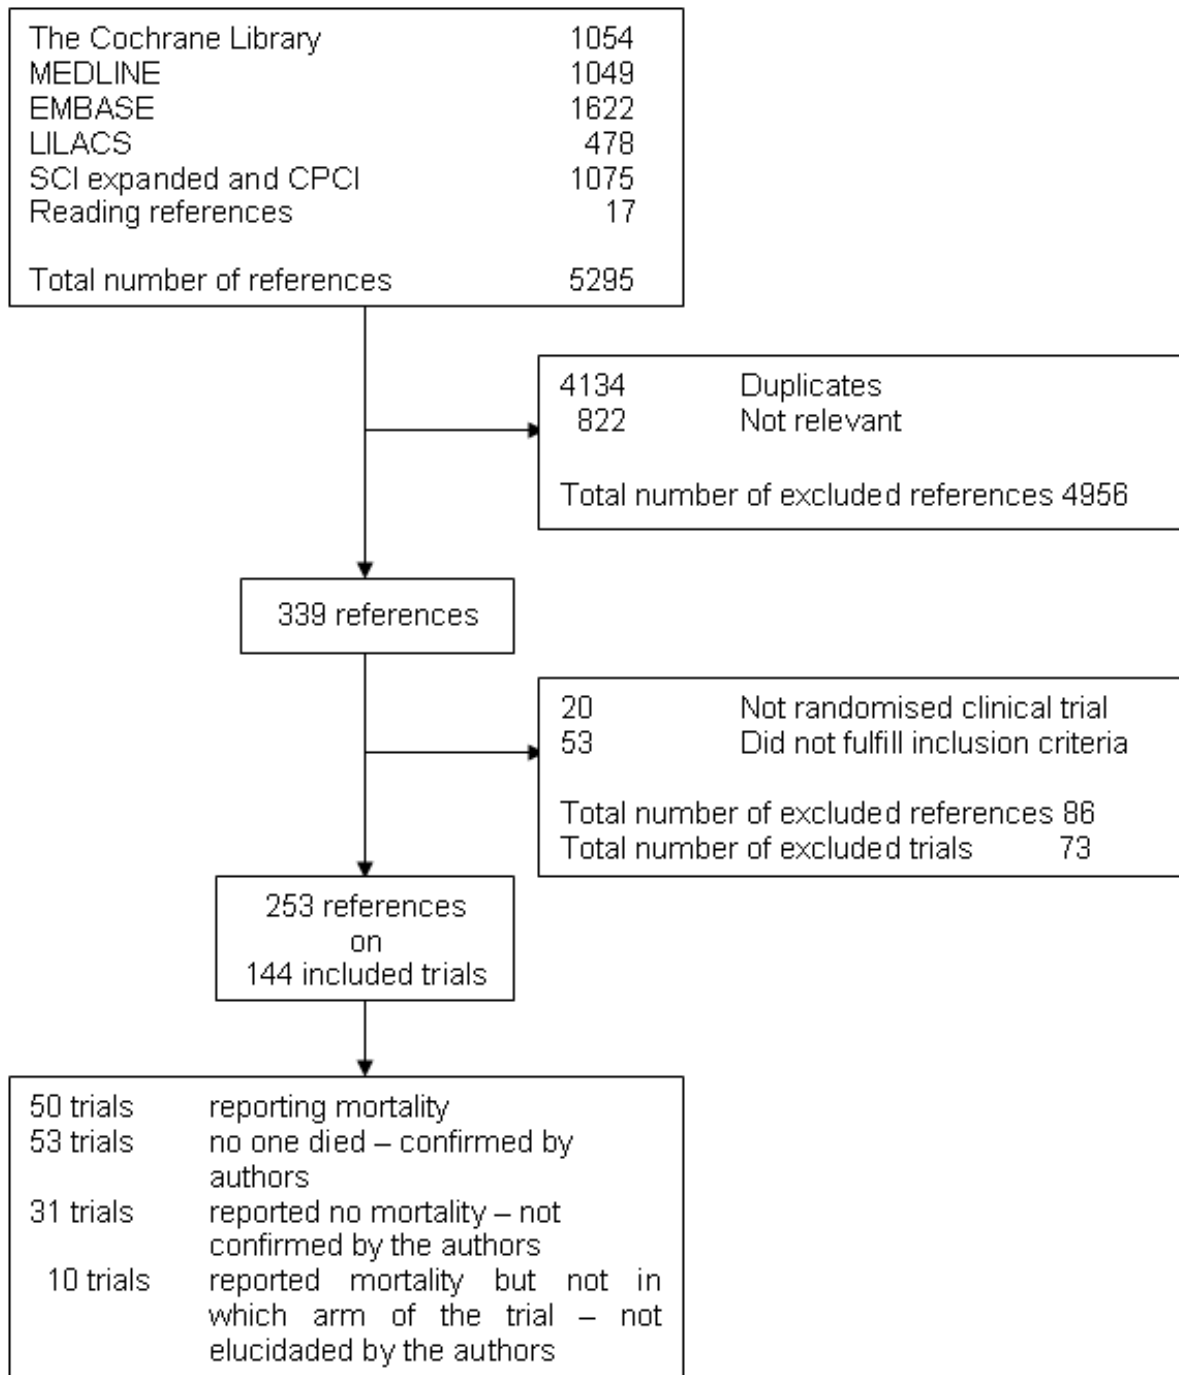 The Cochrane Library 1054
MEDLINE 1049
EMBASE 1622
LILACS 478
SCI expanded and CPCI 1075
Reading references 17
Total number of references 5295
4134 Duplicates
822 Not relevant
Total number of excluded references 4956
339 references
20 Not randomised clinical trial
53 Did not fulfill inclusion criteria
Total number of excluded references 86
Total number of excluded trials 73
253 references
on
144 included trials
50 trials reporting mortality
53 trials no one died – confirmed by
authors
31 trials reported no mortality – not
confirmed by the authors
10 trials reported mortality but not in
which arm of the trial – not
elucidaded by the authors